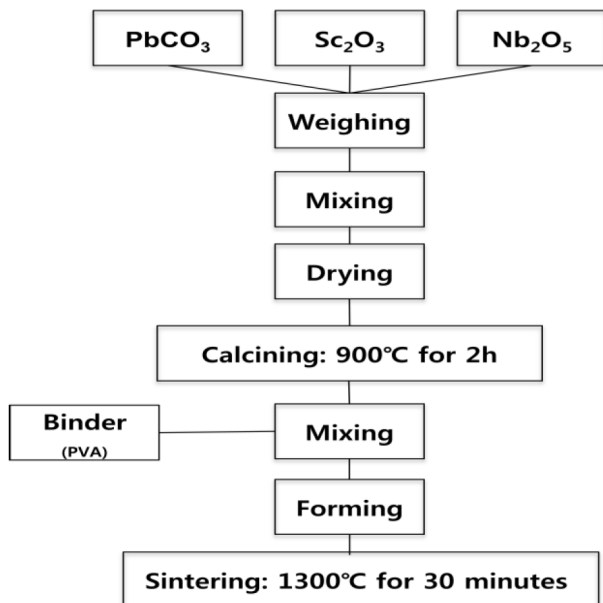 PbCO₃
Sc₂O₃
Nb₂O₅
Weighing
Mixing
Drying
Calcining: 900℃ for 2h
Binder
(PVA)
Mixing
Forming
Sintering: 1300℃ for 30 minutes